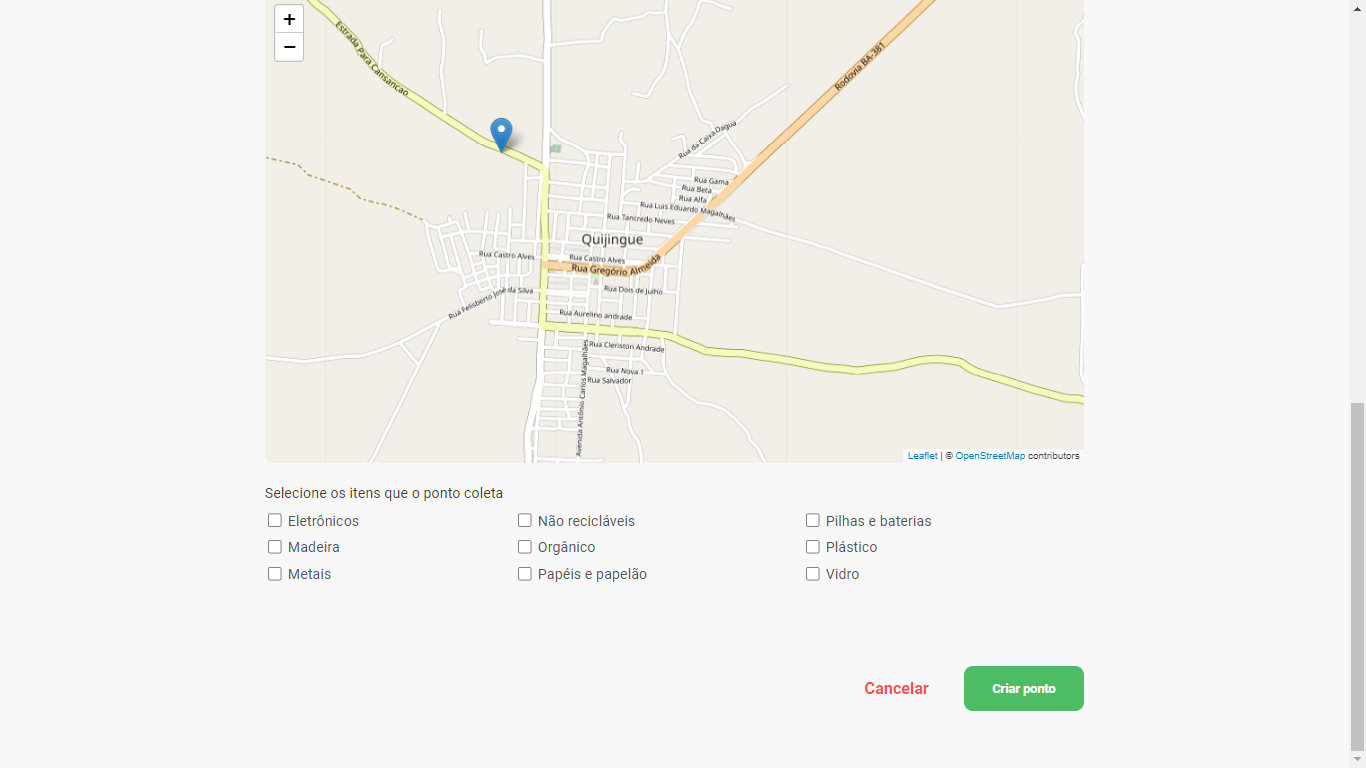 +
−
Estrada Para Cansancao
Rodovia BA-381
Rua da Caixa Dagua
Rua Gama
Rua Beta
Rua Alfa
Rua Luis Eduardo Magalhães
Rua Tancredo Neves
Quijingue
Rua Castro Alves
Rua Castro Alves
Rua Gregório Almeida
Rua Dois de Julho
Rua Felisberto José da Silva
Rua Aurelino andrade
Rua Cleriston Andrade
Rua Nova 1
Rua Salvador
Avenida Antônio Carlos Magalhães
Leaflet | © OpenStreetMap contributors
Selecione os itens que o ponto coleta
Eletrônicos
Não recicláveis
Pilhas e baterias
Madeira
Orgânico
Plástico
Metais
Papéis e papelão
Vidro
Cancelar
Criar ponto